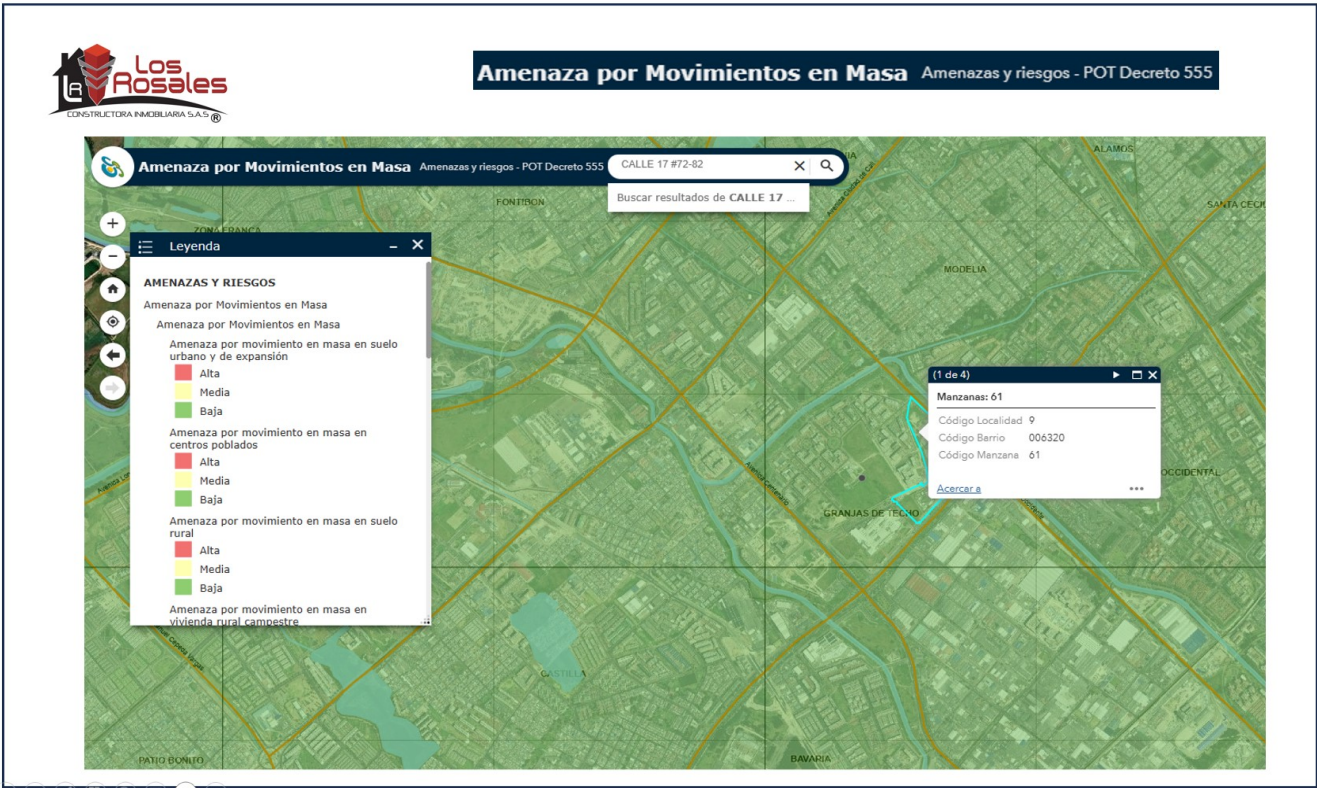 Los
Rosales
LR
CONSTRUCTORA INMOBILIARIA S.A.S ®
Amenaza por Movimientos en Masa Amenazas y riesgos - POT Decreto 555
Amenaza por Movimientos en Masa Amenazas y riesgos - POT Decreto 555
CALLE 17 #72-82
Buscar resultados de CALLE 17 ...
ALAMOS
FONTIBON
ZONA FRANCA
MODELIA
Leyenda
AMENAZAS Y RIESGOS
Amenaza por Movimientos en Masa
Amenaza por Movimientos en Masa
Amenaza por movimiento en masa en suelo
urbano y de expansión
Alta
Media
Baja
Amenaza por movimiento en masa en
centros poblados
Alta
Media
Baja
Amenaza por movimiento en masa en suelo
rural
Alta
Media
Baja
Amenaza por movimiento en masa en
vivienda rural campestre
(1 de 4)
Manzanas: 61
Código Localidad 9
Código Barrio 006320
Código Manzana 61
Acercar a
OCCIDENTAL
Avenida Centenario
GRANJAS DE TECHO
CASTILLA
PATIO BONITO
BAVARIA